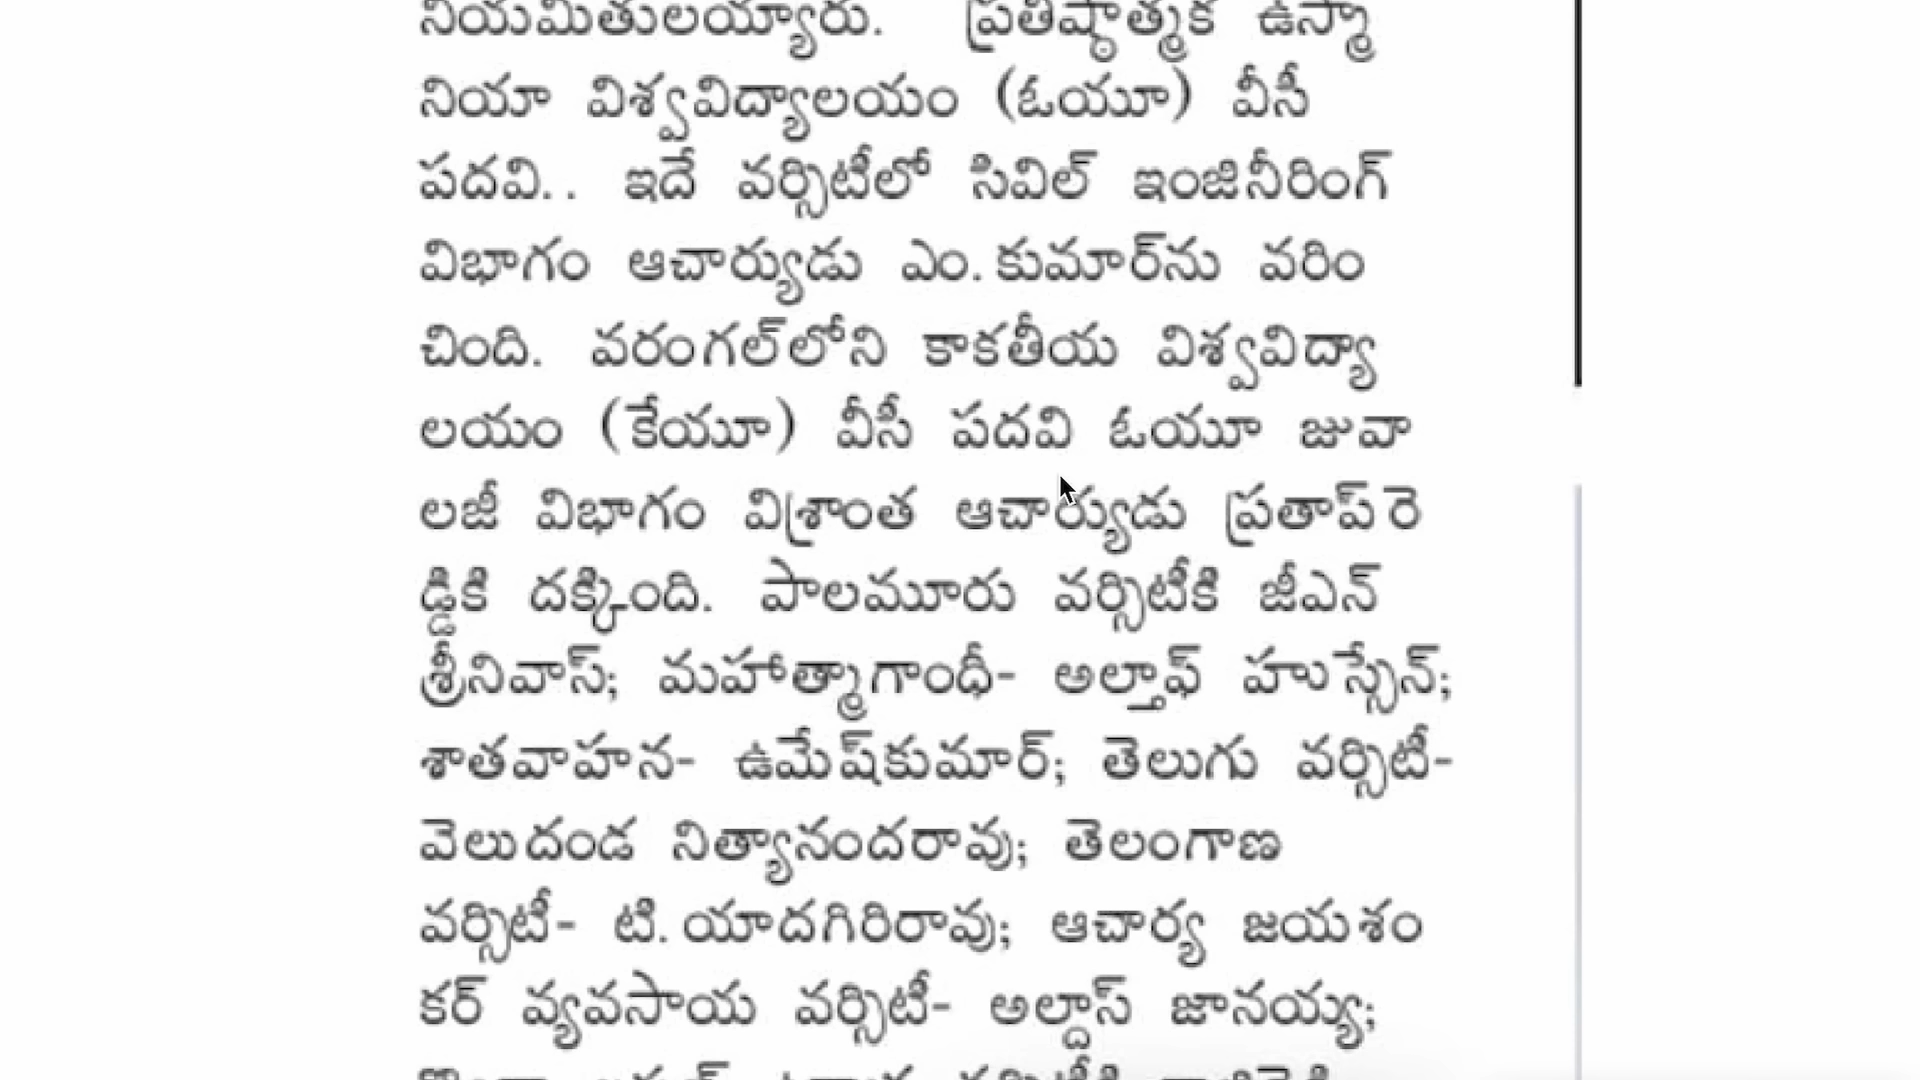 నియమితులయ్యారు. ప్రతిష్ఠాత్మక ఉస్మా
నియా విశ్వవిద్యాలయం (ఓయూ) వీసీ
పదవి.. ఇదే వర్సిటీలో సివిల్ ఇంజినీరింగ్
విభాగం ఆచార్యుడు ఎం.కుమార్‌ను వరిం
చింది. వరంగల్‌లోని కాకతీయ విశ్వవిద్యా
లయం (కేయూ) వీసీ పదవి ఓయూ జువా
లజీ విభాగం విశ్రాంత ఆచార్యుడు ప్రతాప్‌రె
డ్డికి దక్కింది. పాలమూరు వర్సిటీకి జీఎన్
శ్రీనివాస్; మహాత్మాగాంధీ- అల్తాఫ్ హుస్సేన్;
శాతవాహన- ఉమేష్‌కుమార్; తెలుగు వర్సిటీ-
వెలుదండ నిత్యానందరావు; తెలంగాణ
వర్సిటీ- టి.యాదగిరిరావు; ఆచార్య జయశం
కర్ వ్యవసాయ వర్సిటీ- అల్దాస్ జానయ్య;